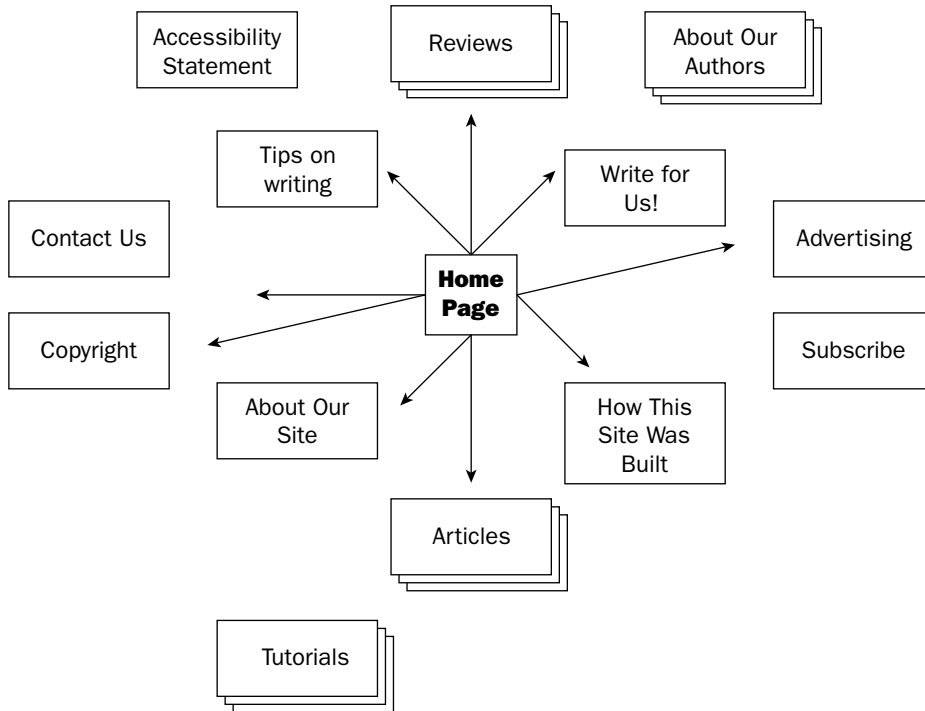 Accessibility
Statement
Reviews
About Our
Authors
Tips on
writing
Write for
Us!
Contact Us
Home
Page
Advertising
Copyright
Subscribe
About Our
Site
How This
Site Was
Built
Articles
Tutorials